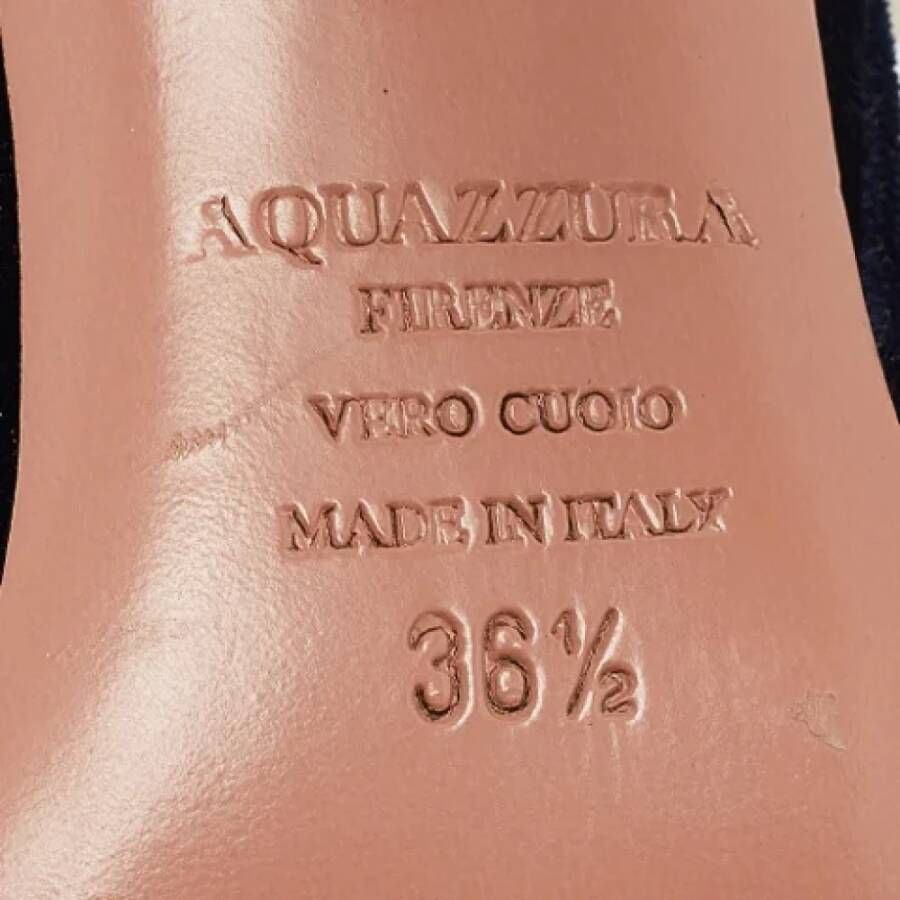 AQUAZZURA
FIRENZE
VERO CUOIO
MADE IN ITALY
36½